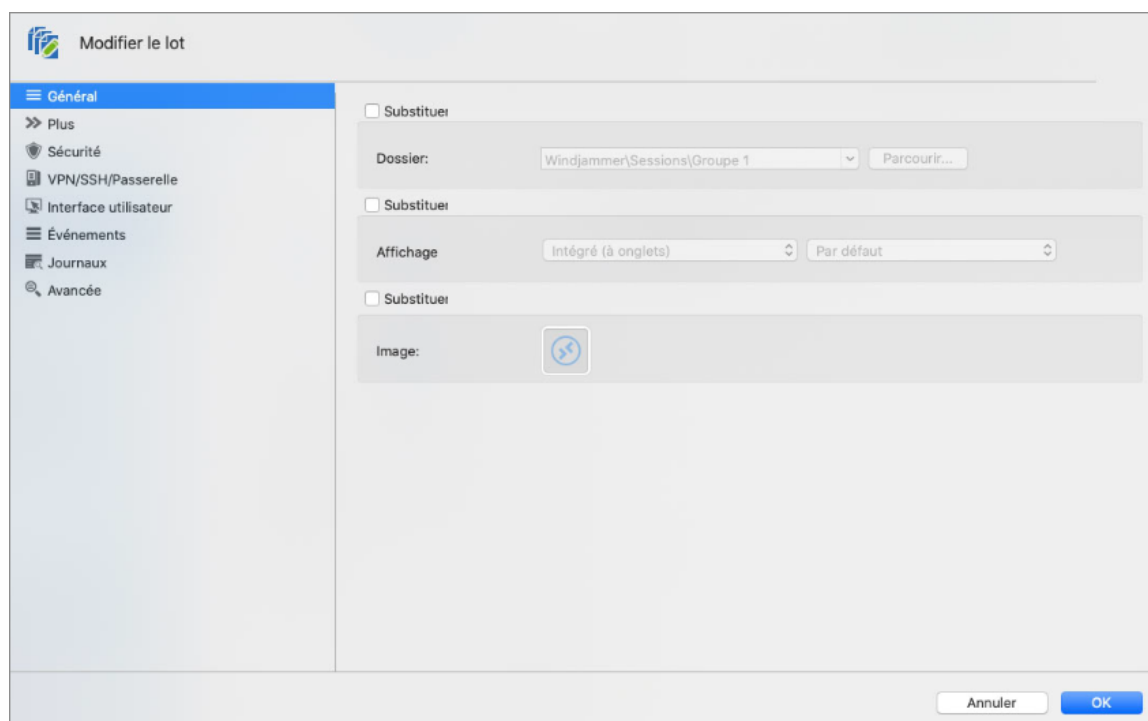 Modifier le lot
Général
Plus
Sécurité
VPN/SSH/Passerelle
Interface utilisateur
Événements
Journaux
Avancée
Substituer
Dossier: Windjammer\Sessions\Groupe 1 Parcourir...
Substituer
Affichage Intégré (à onglets) Par défaut
Substituer
Image:
Annuler OK